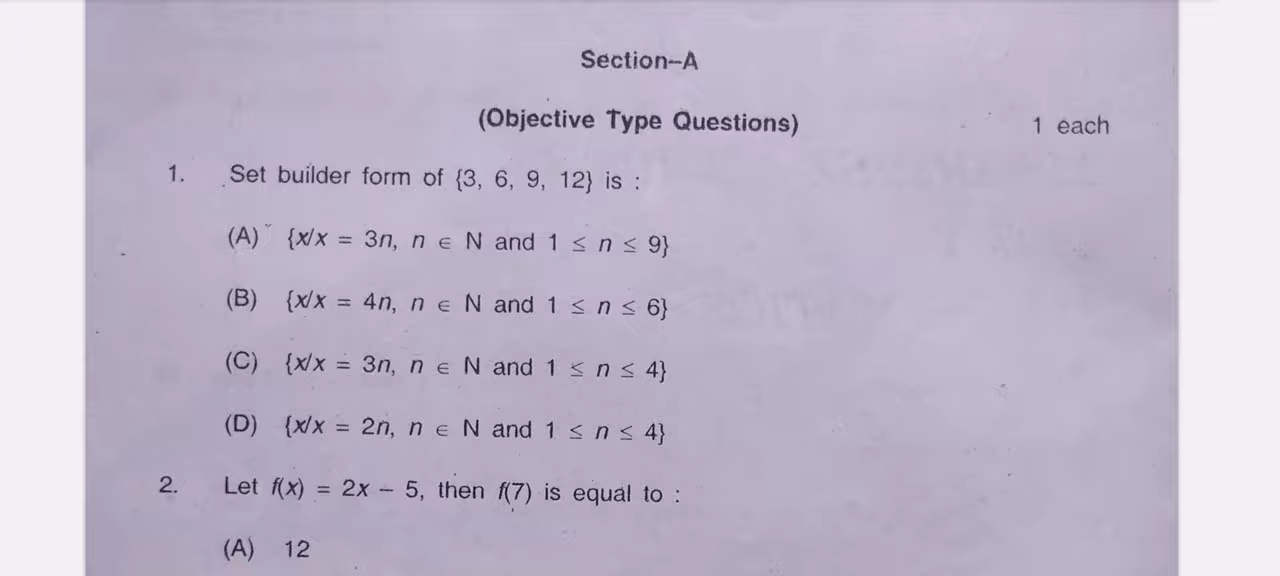 Section–A
(Objective Type Questions) 1 each
1. Set builder form of {3, 6, 9, 12} is :
(A) {x/x = 3n, n ∈ N and 1 ≤ n ≤ 9}
(B) {x/x = 4n, n ∈ N and 1 ≤ n ≤ 6}
(C) {x/x = 3n, n ∈ N and 1 ≤ n ≤ 4}
(D) {x/x = 2n, n ∈ N and 1 ≤ n ≤ 4}
2. Let f(x) = 2x – 5, then f(7) is equal to :
(A) 12